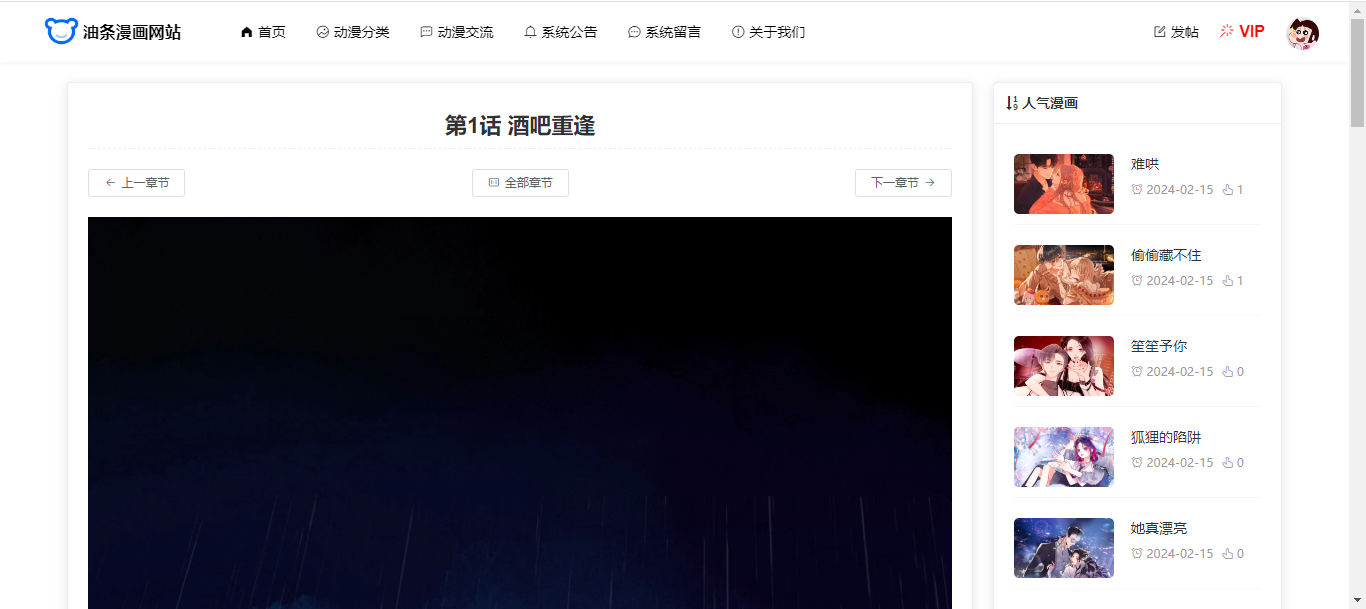 油条漫画网站
首页
动漫分类
动漫交流
系统公告
系统留言
关于我们
发帖
VIP
第1话 酒吧重逢
上一章节
全部章节
下一章节
人气漫画
难哄
2024-02-15 1
偷偷藏不住
2024-02-15 1
笙笙予你
2024-02-15 0
狐狸的陷阱
2024-02-15 0
她真漂亮
2024-02-15 0